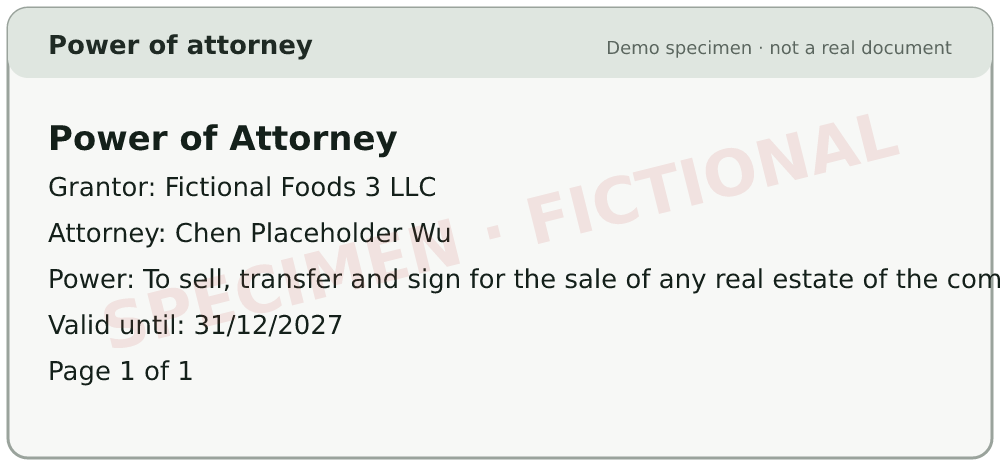 Power of attorney
Demo specimen · not a real document
Power of Attorney
Grantor: Fictional Foods 3 LLC
Attorney: Chen Placeholder Wu
Power: To sell, transfer and sign for the sale of any real estate of the
Valid until: 31/12/2027
Page 1 of 1
SPECIMEN · FICTIONAL